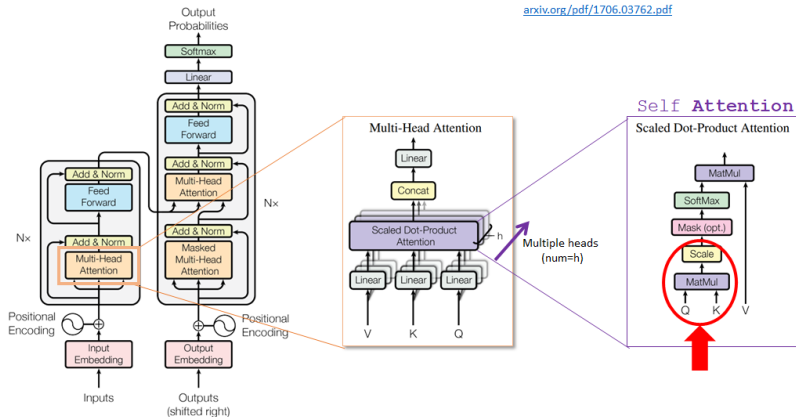 arxiv.org/pdf/1706.03762.pdf
Output
Probabilities
Softmax
Linear
Add & Norm
Feed
Forward
Add & Norm
Multi-Head
Attention
Add & Norm
Masked
Multi-Head
Attention
Nx
Positional
Encoding
Output
Embedding
Outputs
(shifted right)
Add & Norm
Feed
Forward
Add & Norm
Multi-Head
Attention
Nx
Positional
Encoding
Input
Embedding
Inputs
Multi-Head Attention
Linear
Concat
Scaled Dot-Product
Attention
h
Linear
Linear
Linear
V
K
Q
Multiple heads
(num=h)
Self Attention
Scaled Dot-Product Attention
MatMul
SoftMax
Mask (opt.)
Scale
MatMul
Q
K
V